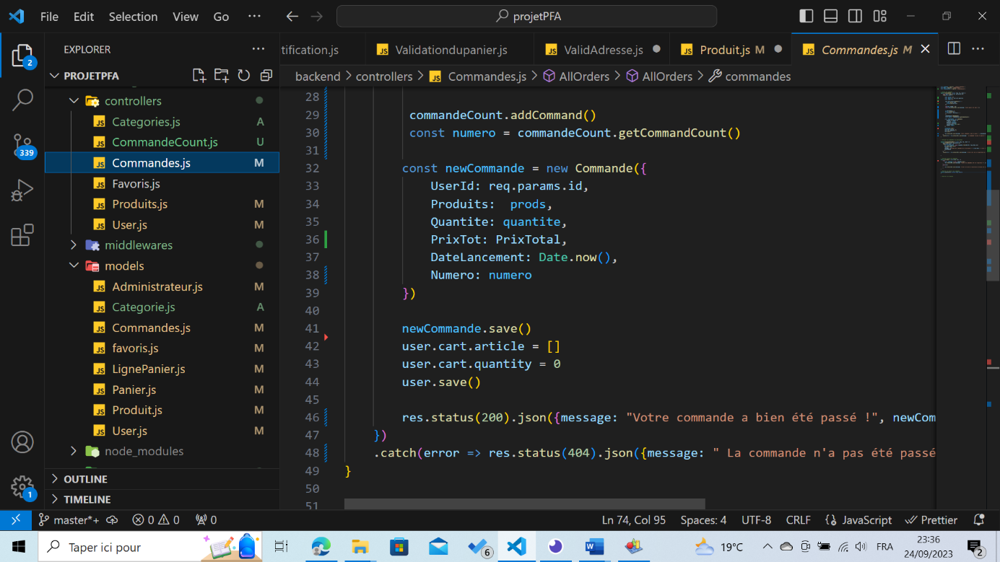 File Edit Selection View Go ... projetPFA
EXPLORER
PROJETPFA
controllers
Categories.js A
CommandeCount.js U
Commandes.js M
Favoris.js
Produits.js M
User.js M
middlewares
models
Administrateur.js M
Categorie.js A
Commandes.js M
favoris.js M
LignePanier.js M
Panier.js M
Produit.js M
User.js M
node_modules
OUTLINE
TIMELINE
2
339
1
tification.js Validationdupanier.js ValidAdresse.js Produit.js M Commandes.js M
backend > controllers > Commandes.js > AllOrders > AllOrders > commandes
28
29 commandeCount.addCommand()
30 const numero = commandeCount.getCommandCount()
31
32 const newCommande = new Commande({
33 UserId: req.params.id,
34 Produits:  prods,
35 Quantite: quantite,
36 PrixTot: PrixTotal,
37 DateLancement: Date.now(),
38 Numero: numero
39 })
40
41 newCommande.save()
42 user.cart.article = []
43 user.cart.quantity = 0
44 user.save()
45
46 res.status(200).json({message: "Votre commande a bien été passé !", newCom
47 })
48 .catch(error => res.status(404).json({message: " La commande n'a pas été passé
49 }
50
51
master*+ 0 0 0 Ln 74, Col 95 Spaces: 4 UTF-8 CRLF JavaScript Prettier
Taper ici pour 6 19°C FRA 23:36
24/09/2023 2